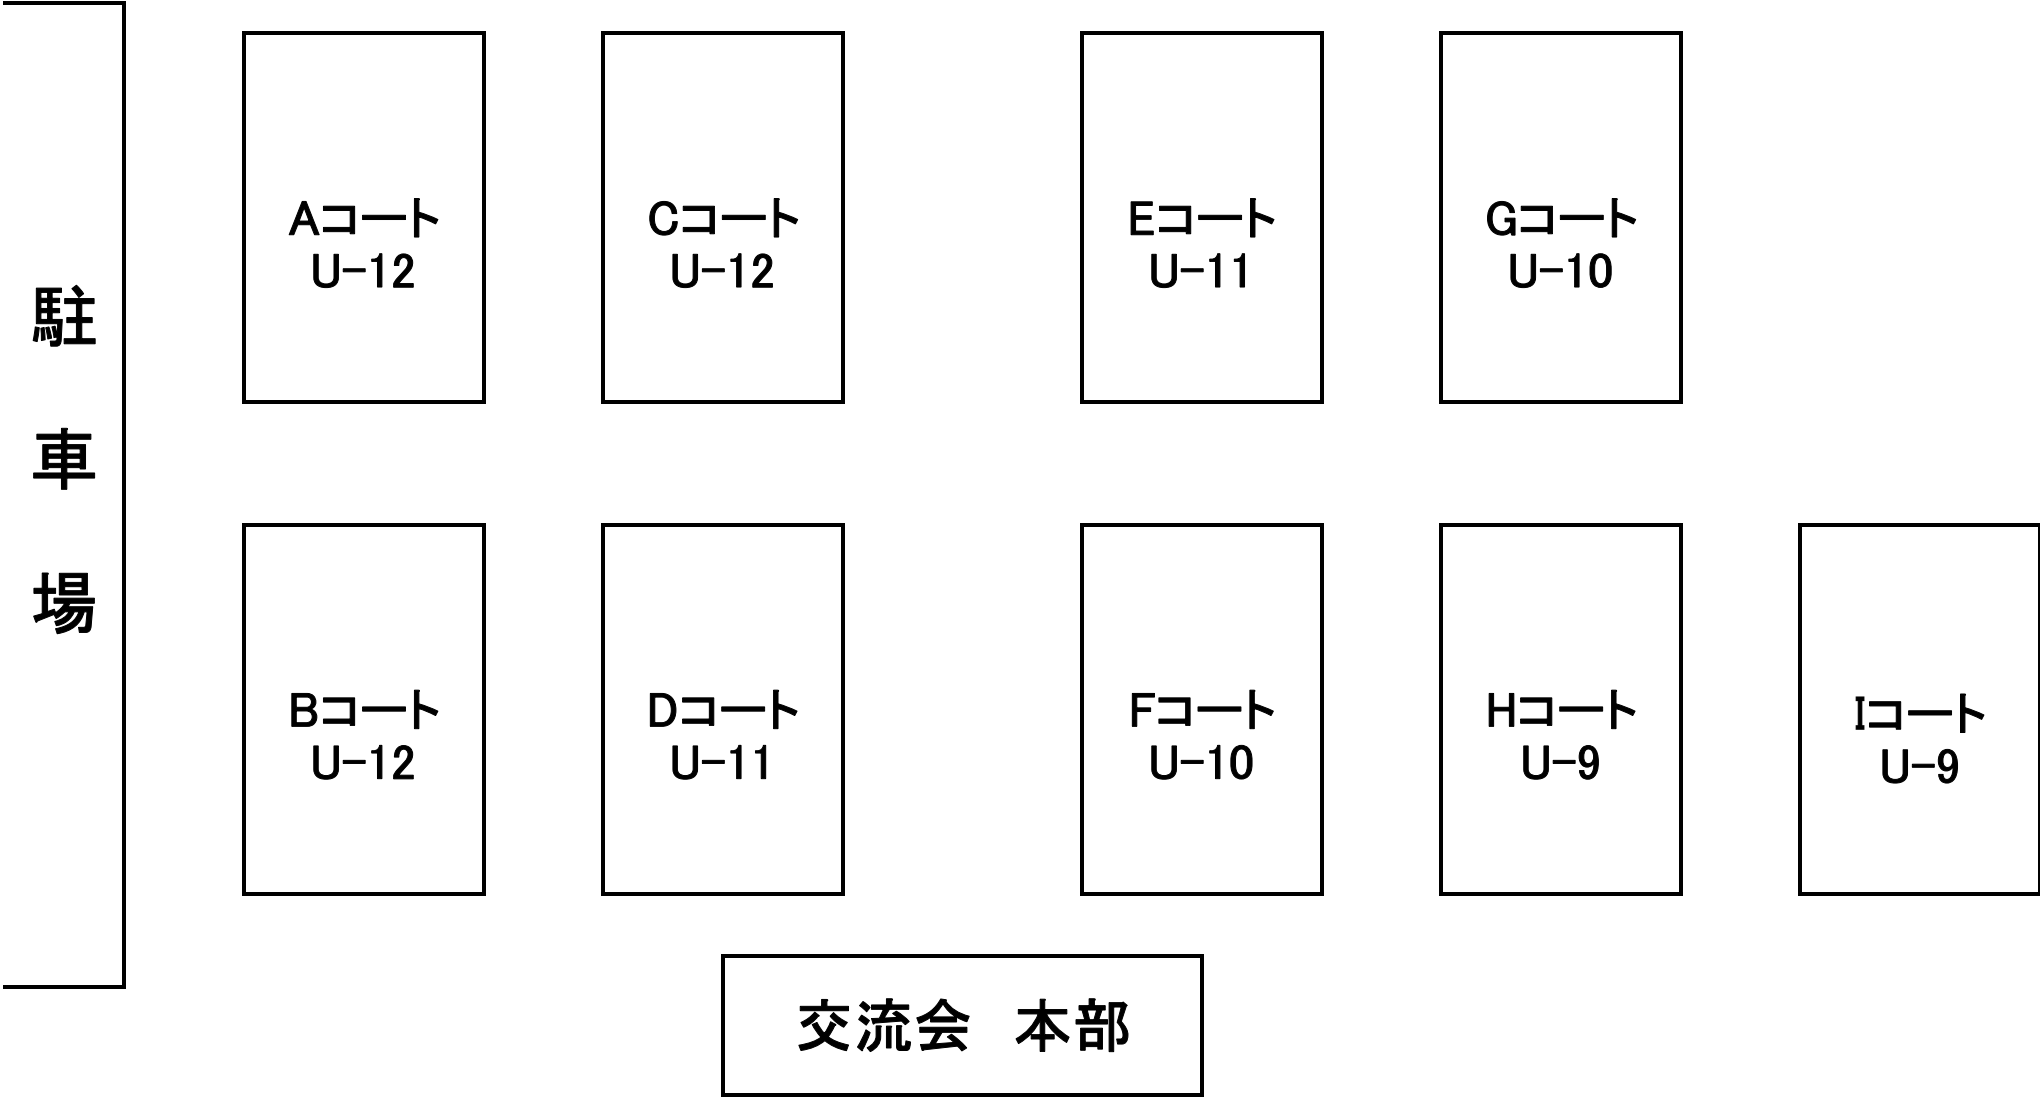 駐車場
Aコート
U-12
Cコート
U-12
Eコート
U-11
Gコート
U-10
Bコート
U-12
Dコート
U-11
Fコート
U-10
Hコート
U-9
Iコート
U-9
交流会　本部